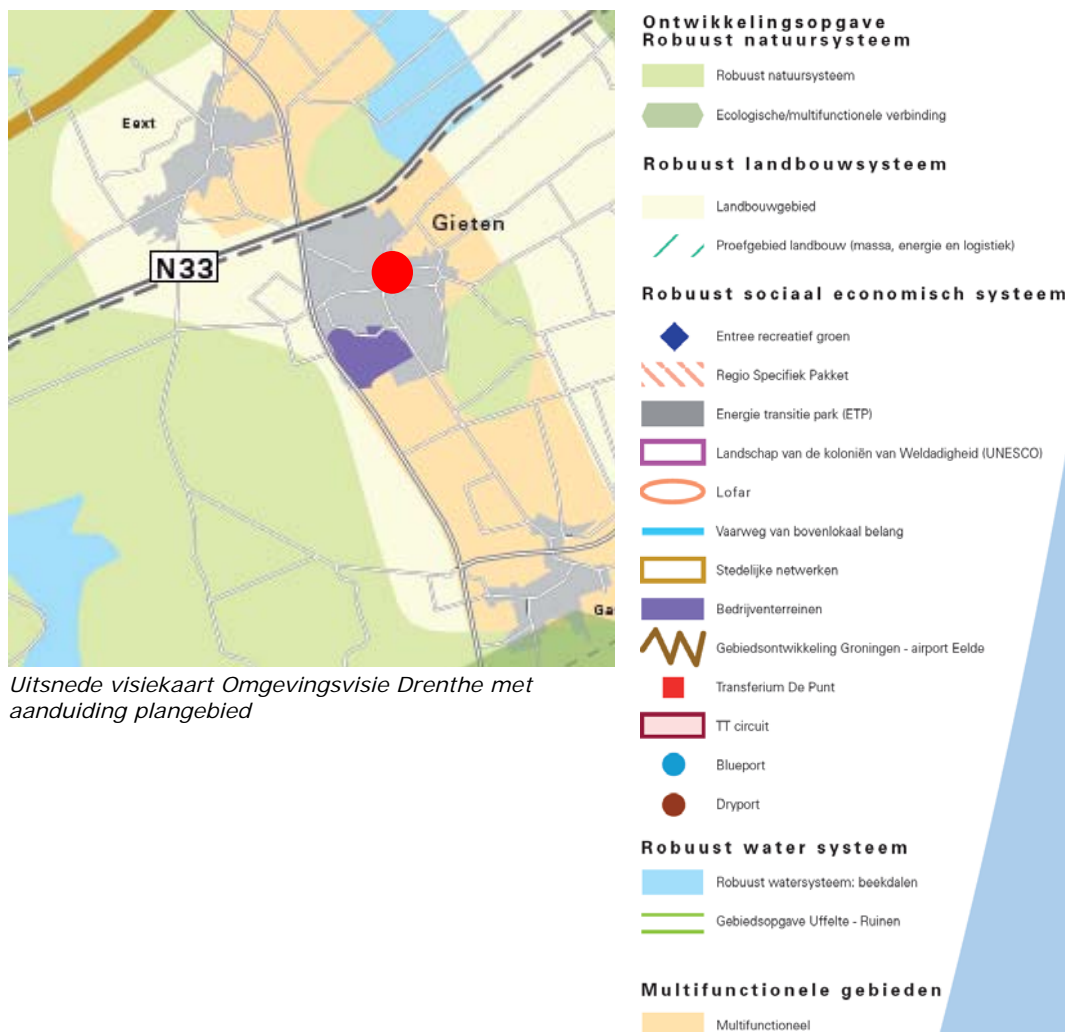 Eext
Gieten
N33
Ga
Uitsnede visiekaart Omgevingsvisie Drenthe met
aanduiding plangebied
Ontwikkelingsopgave
Robuust natuursysteem
Robuust natuursysteem
Ecologische/multifunctionele verbinding
Robuust landbouwsysteem
Landbouwgebied
Proefgebied landbouw (massa, energie en logistiek)
Robuust sociaal economisch systeem
Entree recreatief groen
Regio Specifiek Pakket
Energie transitie park (ETP)
Landschap van de koloniën van Weldadigheid (UNESCO)
Lofar
Vaarweg van bovenlokaal belang
Stedelijke netwerken
Bedrijventerreinen
Gebiedsontwikkeling Groningen - airport Eelde
Transferium De Punt
TT circuit
Blueport
Dryport
Robuust water systeem
Robuust watersysteem: beekdalen
Gebiedsopgave Uffelte - Ruinen
Multifunctionele gebieden
Multifunctioneel